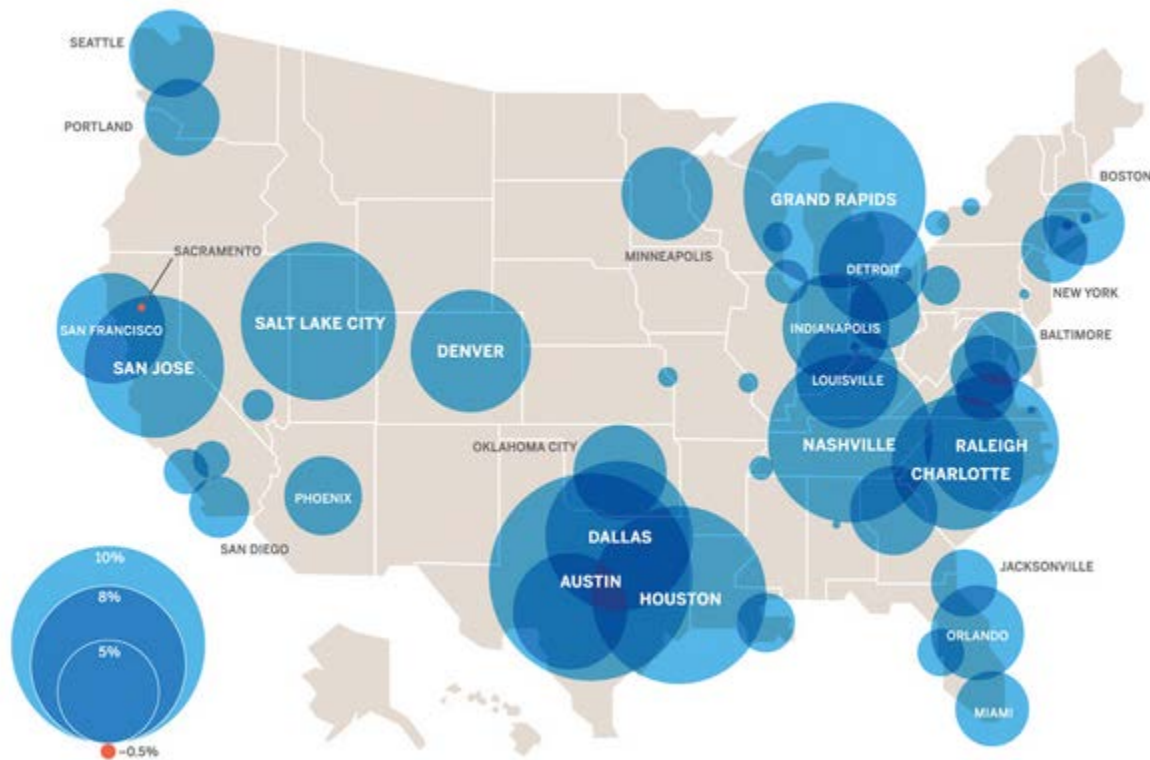 SEATTLE
PORTLAND
BOSTON
GRAND RAPIDS
SACRAMENTO
MINNEAPOLIS
DETROIT
NEW YORK
SAN FRANCISCO
SALT LAKE CITY
INDIANAPOLIS
BALTIMORE
DENVER
SAN JOSE
LOUISVILLE
OKLAHOMA CITY
NASHVILLE
RALEIGH
CHARLOTTE
PHOENIX
DALLAS
SAN DIEGO
AUSTIN
HOUSTON
JACKSONVILLE
ORLANDO
MIAMI
10%
8%
5%
–0.5%